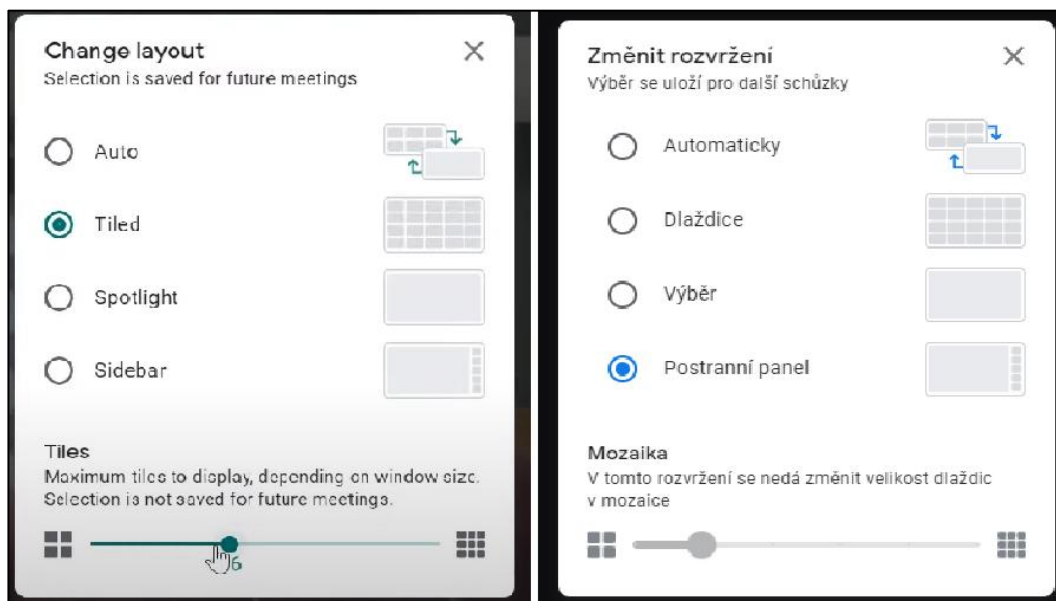 Change layout
Selection is saved for future meetings
Auto
Tiled
Spotlight
Sidebar
Tiles
Maximum tiles to display, depending on window size.
Selection is not saved for future meetings.
Změnit rozvržení
Výběr se uloží pro další schůzky
Automaticky
Dlaždice
Výběr
Postranní panel
Mozaika
V tomto rozvržení se nedá změnit velikost dlaždic
v mozaice